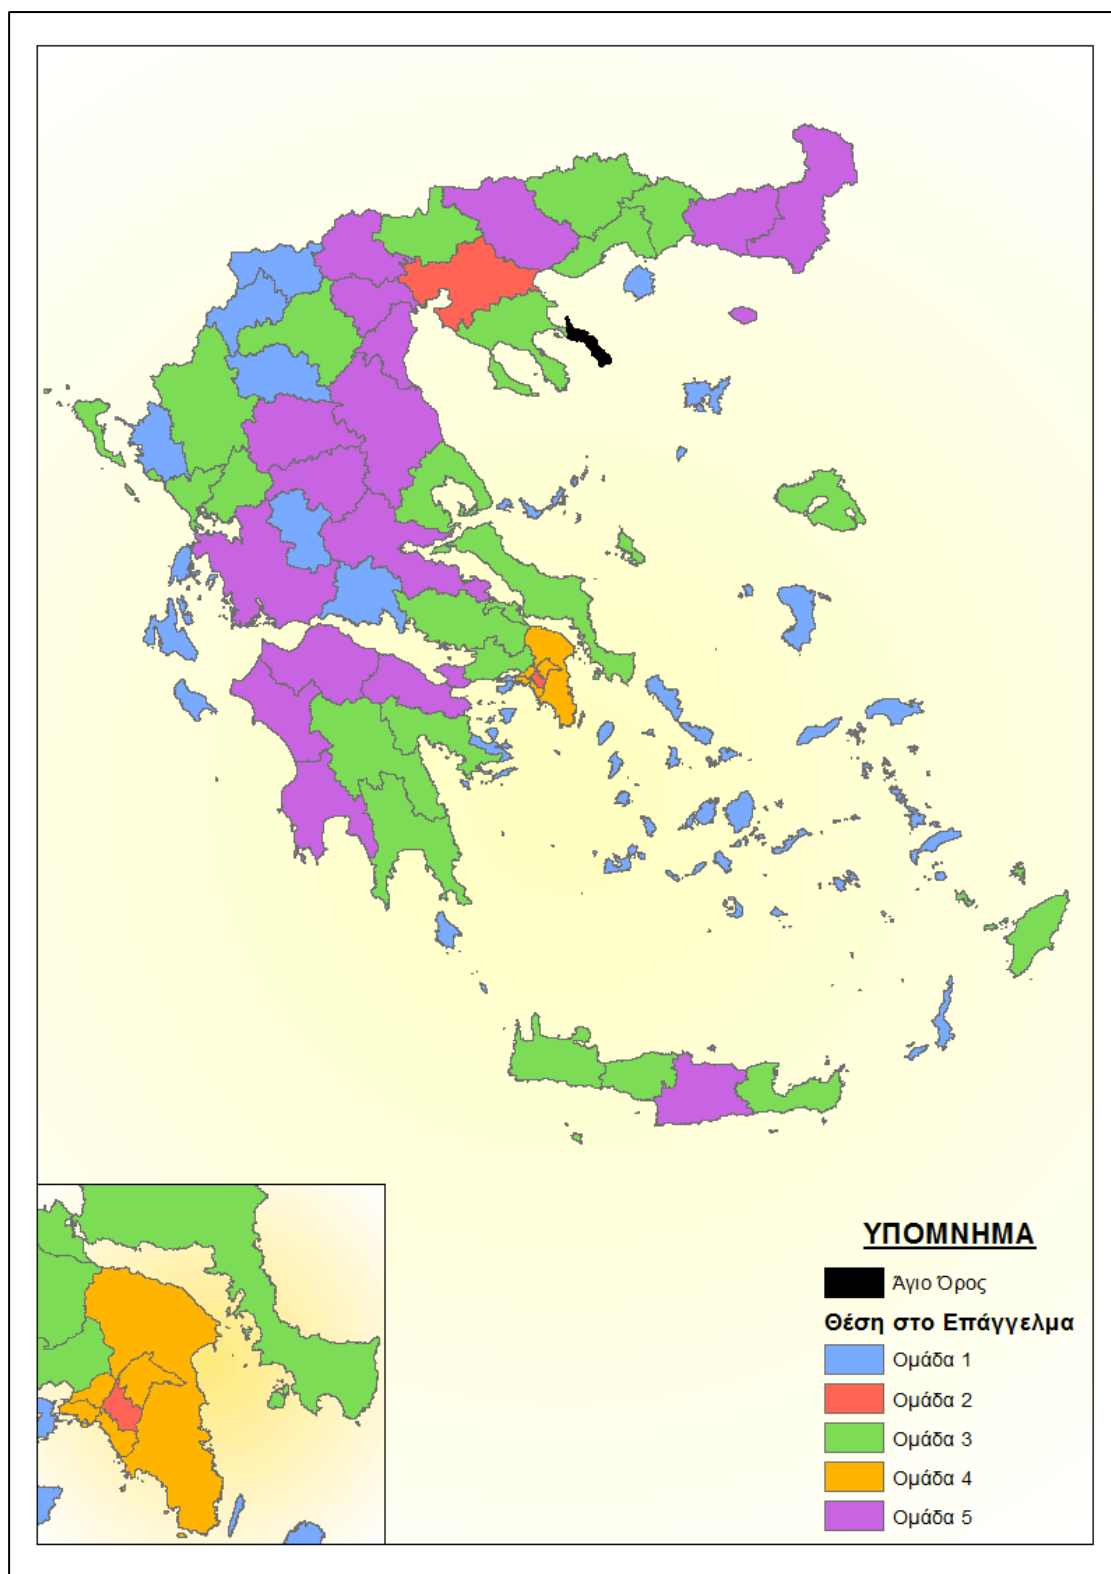 ΥΠΟΜΝΗΜΑ
Άγιο Όρος
Θέση στο Επάγγελμα
Ομάδα 1
Ομάδα 2
Ομάδα 3
Ομάδα 4
Ομάδα 5